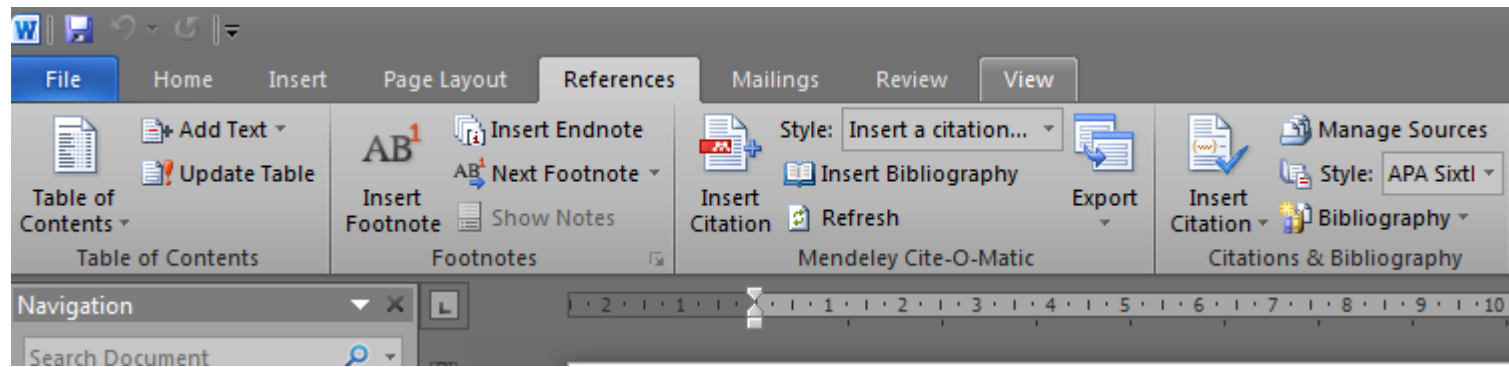 W
File Home Insert Page Layout References Mailings Review View
Table of Contents
Add Text
Update Table
Table of Contents
AB1
Insert Footnote
Insert Endnote
AB1 Next Footnote
Show Notes
Footnotes
Insert Citation
Style: Insert a citation...
Insert Bibliography
Refresh
Export
Mendeley Cite-O-Matic
Insert Citation
Manage Sources
Style: APA Sixtl
Bibliography
Citations & Bibliography
Navigation
L
2 1 1 2 3 4 5 6 7 8 9 10
Search Document